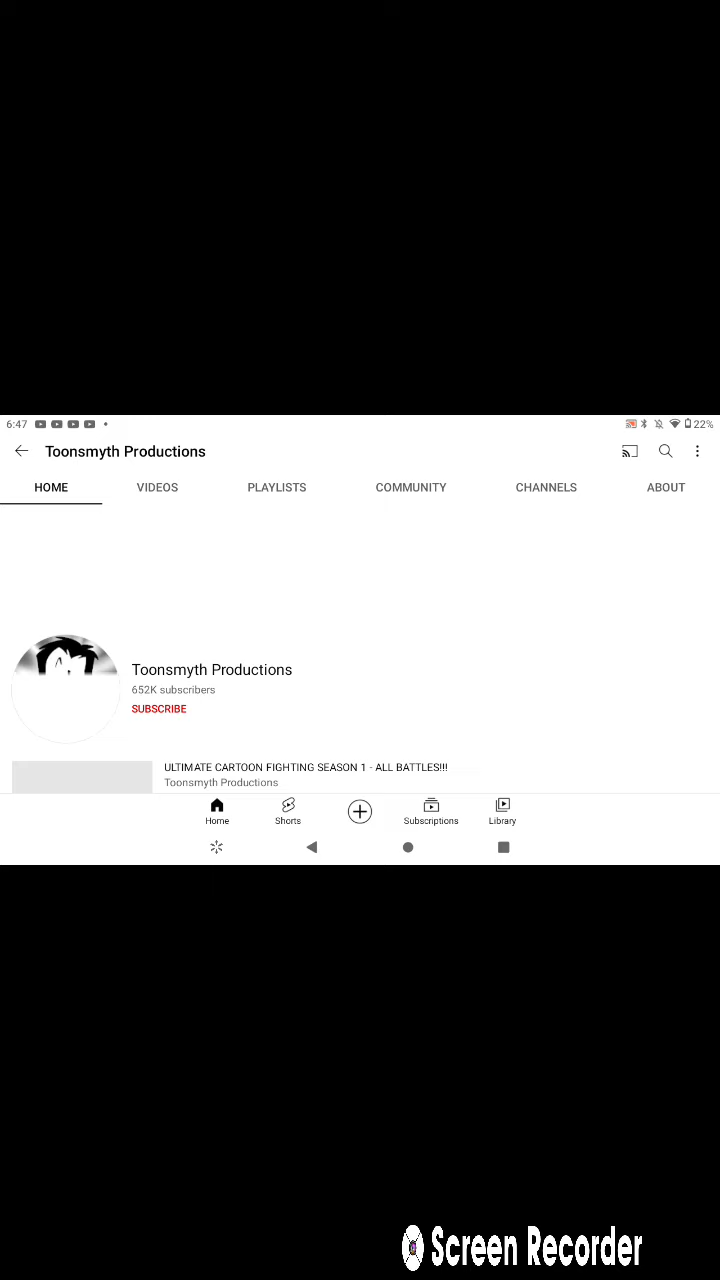 6:47 22%
Toonsmyth Productions
HOME VIDEOS PLAYLISTS COMMUNITY CHANNELS ABOUT
Toonsmyth Productions
652K subscribers
SUBSCRIBE
ULTIMATE CARTOON FIGHTING SEASON 1 - ALL BATTLES!!!
Toonsmyth Productions
Home Shorts Subscriptions Library
Screen Recorder